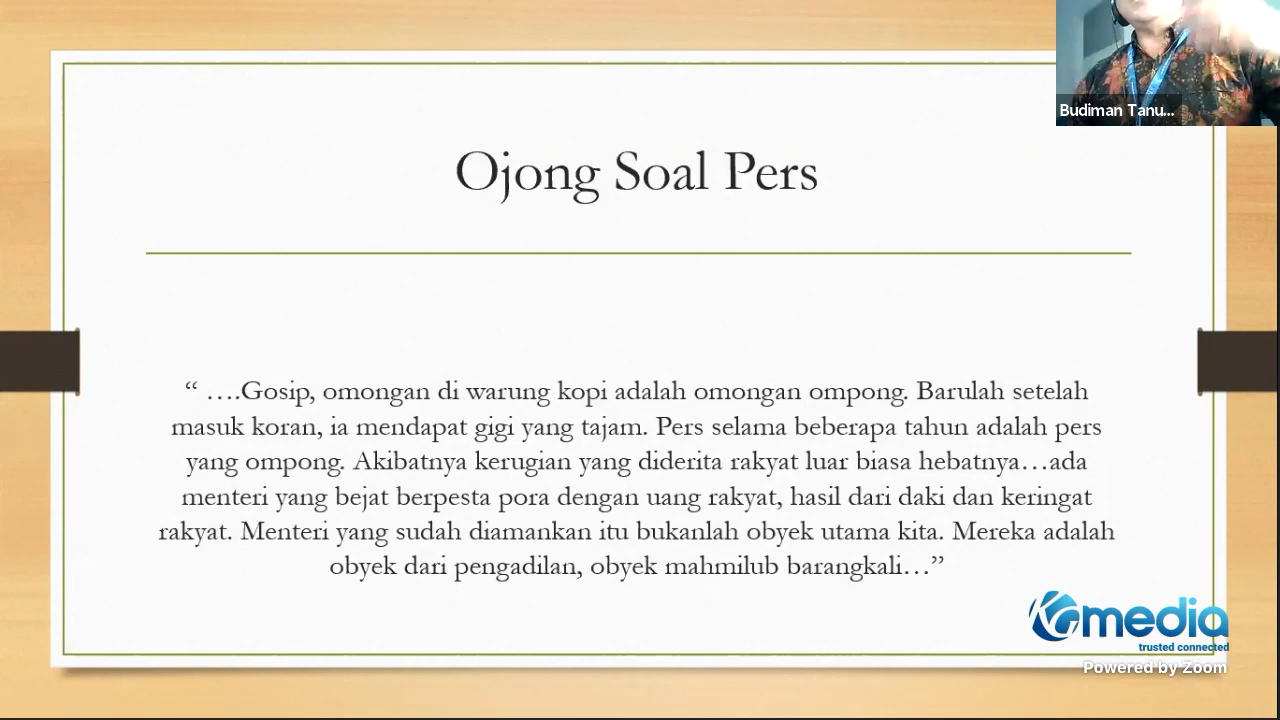 Budiman Tanu...
Ojong Soal Pers
“ ….Gosip, omongan di warung kopi adalah omongan ompong. Barulah setelah
masuk koran, ia mendapat gigi yang tajam. Pers selama beberapa tahun adalah pers
yang ompong. Akibatnya kerugian yang diderita rakyat luar biasa hebatnya…ada
menteri yang bejat berpesta pora dengan uang rakyat, hasil dari daki dan keringat
rakyat. Menteri yang sudah diamankan itu bukanlah obyek utama kita. Mereka adalah
obyek dari pengadilan, obyek mahmilub barangkali…”
Kgmedia
trusted connected
Powered by Zoom